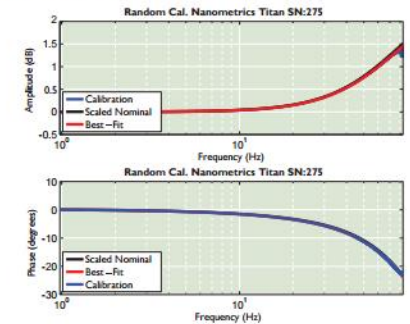 Random Cal. Nanometrics Titan SN:275
2
1.5
1
0.5
0
-0.5
Amplitude (dB)
Calibration
Scaled Nominal
Best-Fit
10^0
10^1
Frequency (Hz)
Random Cal. Nanometrics Titan SN:275
10
0
-10
-20
-30
Phase (degrees)
Scaled Nominal
Best-Fit
Calibration
10^0
10^1
Frequency (Hz)